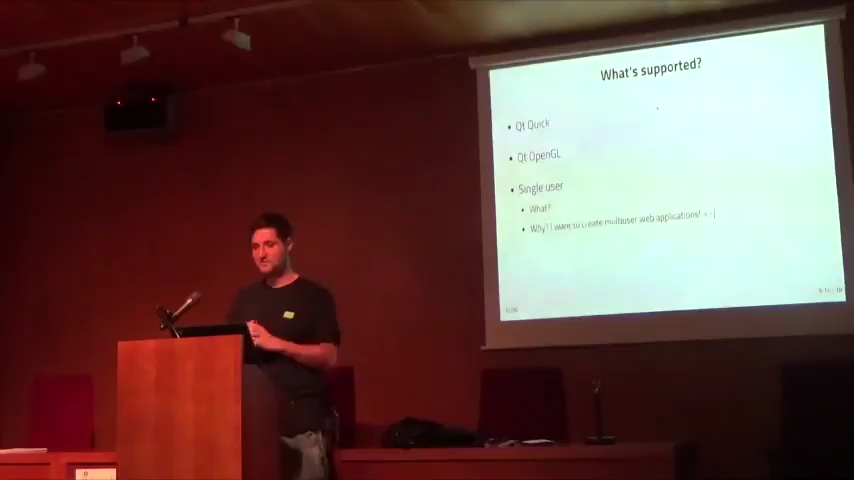 What's supported?
• Qt Quick
• Qt OpenGL
• Single user
• What?
• Why? I want to create multiuser web applications!